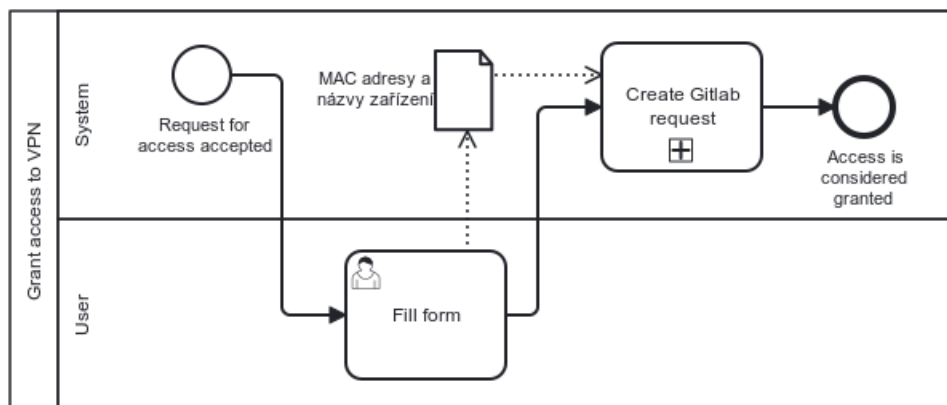 Grant access to VPN
System
User
Request for
access accepted
MAC adresy a
názvy zařízení
Create Gitlab
request
Access is
considered
granted
Fill form